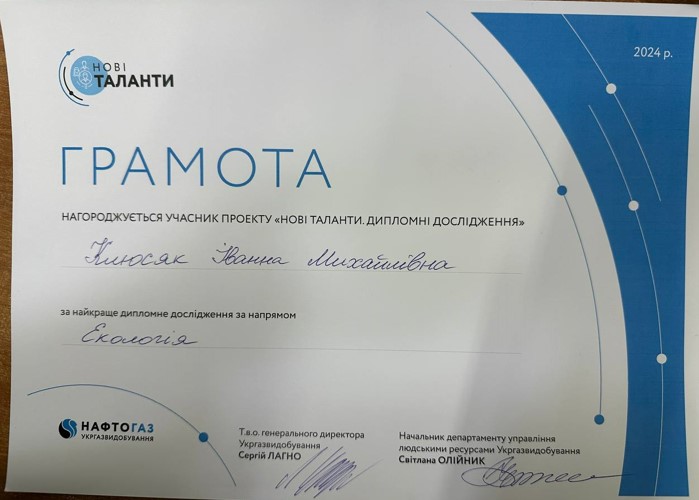 НОВІ
ТАЛАНТИ
2024 р.
ГРАМОТА
НАГОРОДЖУЄТЬСЯ УЧАСНИК ПРОЕКТУ «НОВІ ТАЛАНТИ. ДИПЛОМНІ ДОСЛІДЖЕННЯ»
Клюсяк Іванна Михайлівна
за найкраще дипломне дослідження за напрямом
Екологія
НАФТОГАЗ
УКРГАЗВИДОБУВАННЯ
Т.в.о. генерального директора
Укргазвидобування
Сергій ЛАГНО
Начальник департаменту управління
людськими ресурсами Укргазвидобування
Світлана ОЛІЙНИК